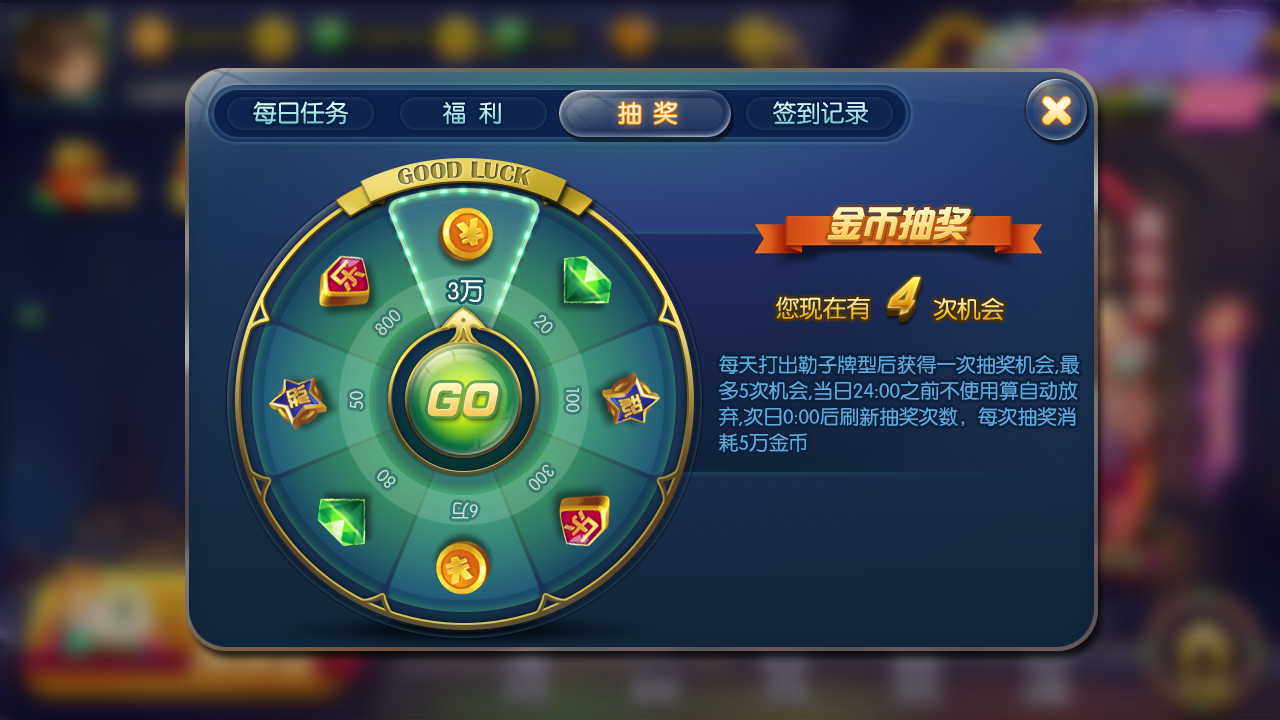 每日任务
福利
抽奖
签到记录
GOOD LUCK
¥
3万
20
乐
800
50
100
GO
80
300
6万
乐
金币抽奖
您现在有 4 次机会
每天打出勒子牌型后获得一次抽奖机会,最
多5次机会,当日24:00之前不使用算自动放
弃,次日0:00后刷新抽奖次数，每次抽奖消
耗5万金币